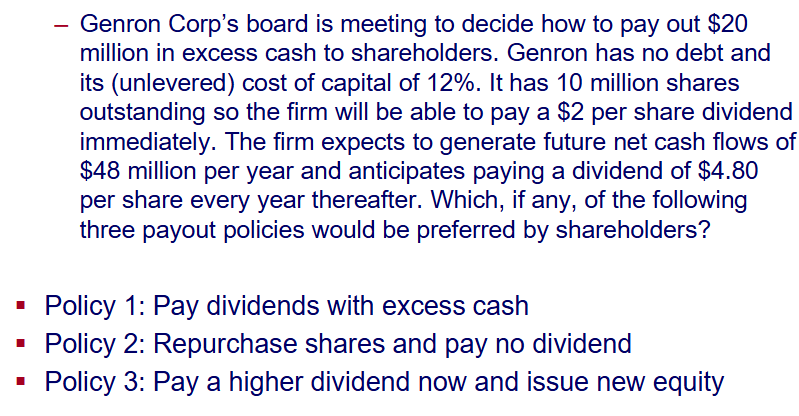 – Genron Corp's board is meeting to decide how to pay out $20
million in excess cash to shareholders. Genron has no debt and
its (unlevered) cost of capital of 12%. It has 10 million shares
outstanding so the firm will be able to pay a $2 per share dividend
immediately. The firm expects to generate future net cash flows of
$48 million per year and anticipates paying a dividend of $4.80
per share every year thereafter. Which, if any, of the following
three payout policies would be preferred by shareholders?
▪ Policy 1: Pay dividends with excess cash
▪ Policy 2: Repurchase shares and pay no dividend
▪ Policy 3: Pay a higher dividend now and issue new equity